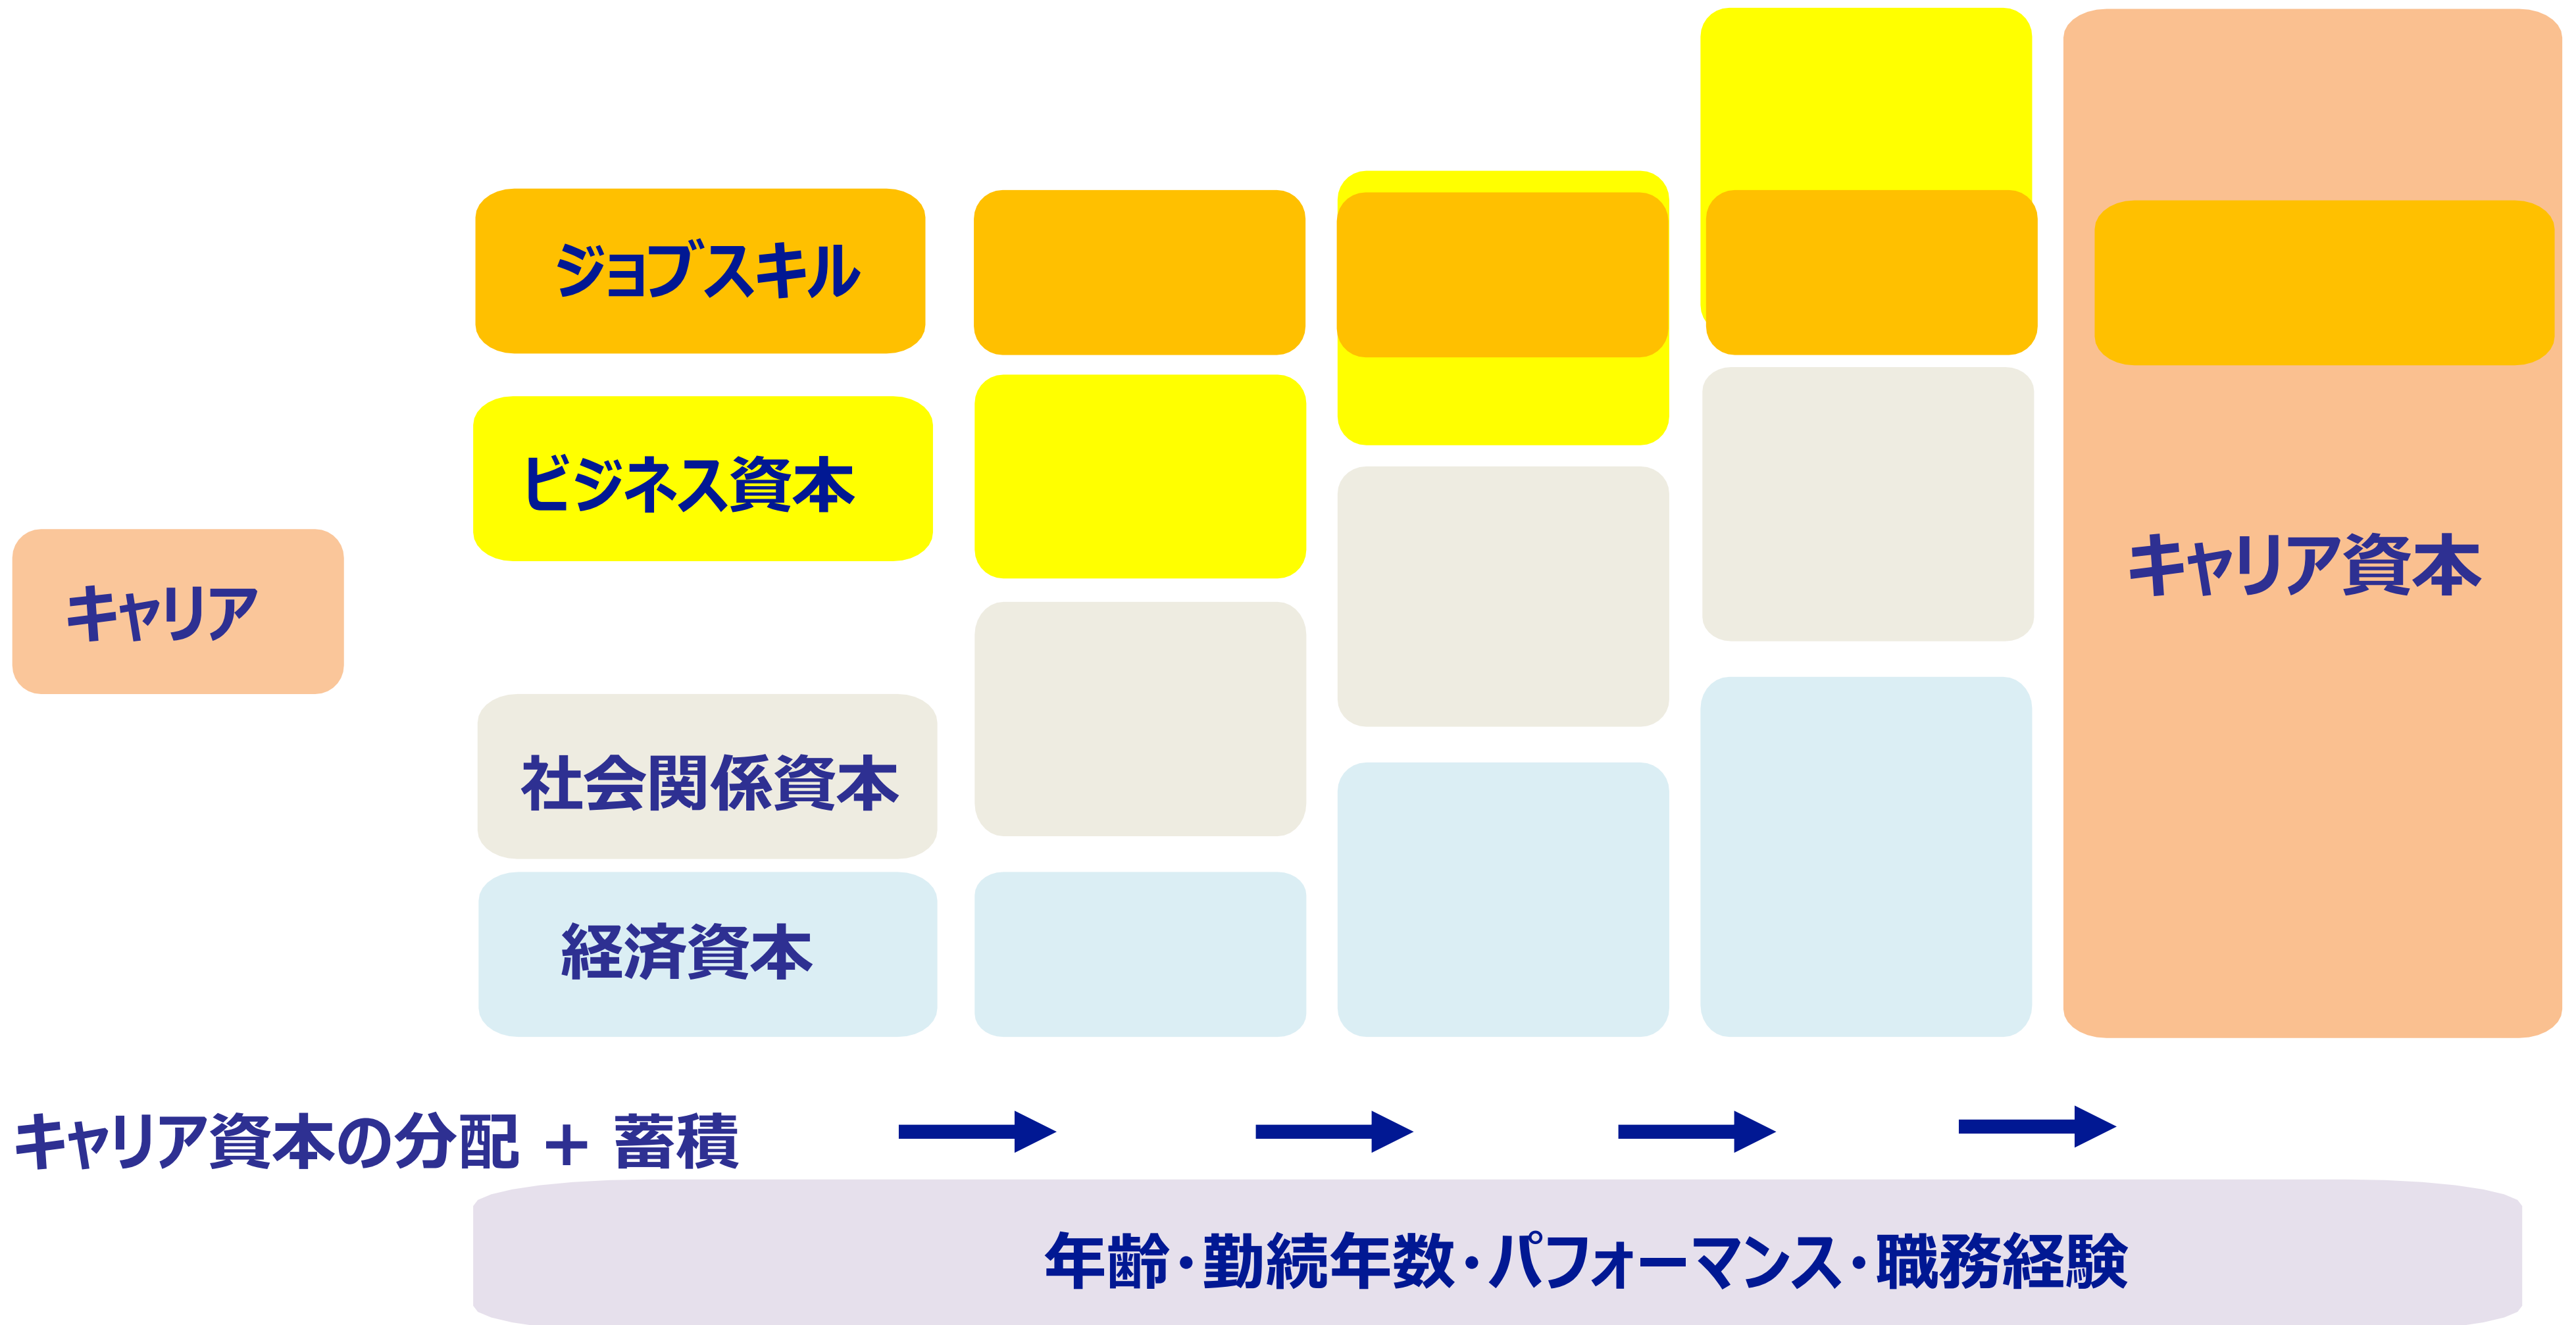 ジョブスキル
ビジネス資本
キャリア
キャリア資本
社会関係資本
経済資本
キャリア資本の分配 + 蓄積
年齢・勤続年数・パフォーマンス・職務経験